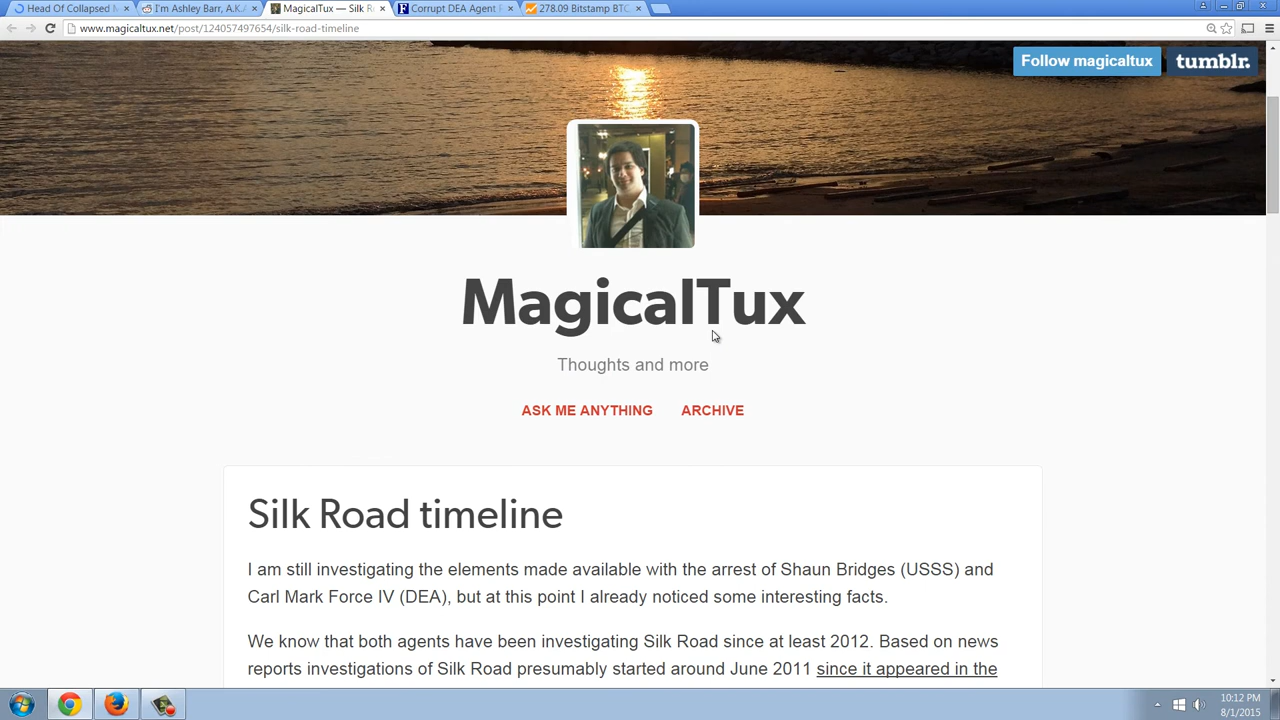 Head Of Collapsed M
I'm Ashley Barr, A.K.A
MagicalTux — Silk R
Corrupt DEA Agent
278.09 Bitstamp BTC
www.magicaltux.net/post/124057497654/silk-road-timeline
Follow magicaltux
tumblr.
MagicalTux
Thoughts and more
ASK ME ANYTHING ARCHIVE
Silk Road timeline
I am still investigating the elements made available with the arrest of Shaun Bridges (USSS) and
Carl Mark Force IV (DEA), but at this point I already noticed some interesting facts.
We know that both agents have been investigating Silk Road since at least 2012. Based on news
reports investigations of Silk Road presumably started around June 2011 since it appeared in the
10:12 PM
8/1/2015